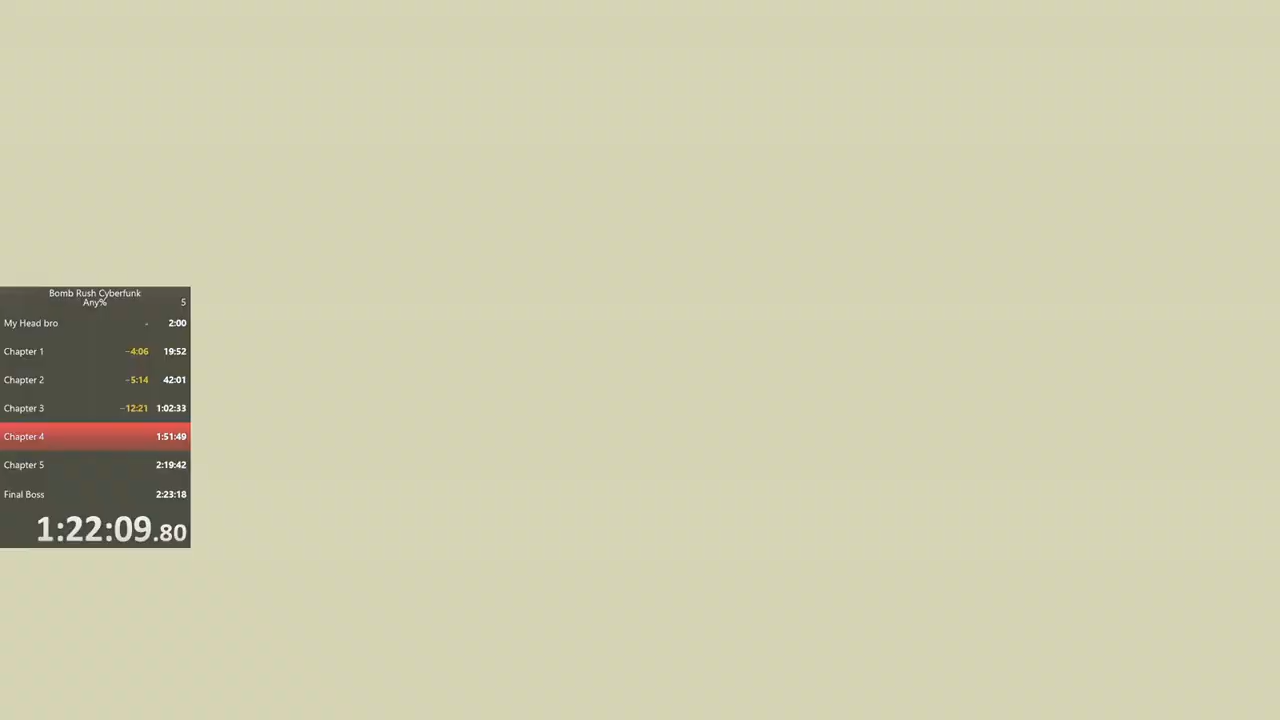 Bomb Rush Cyberfunk
Any% 5
My Head bro - 2:00
Chapter 1 −4:06 19:52
Chapter 2 −5:14 42:01
Chapter 3 −12:21 1:02:33
Chapter 4 1:51:49
Chapter 5 2:19:42
Final Boss 2:23:18
1:22:09.80